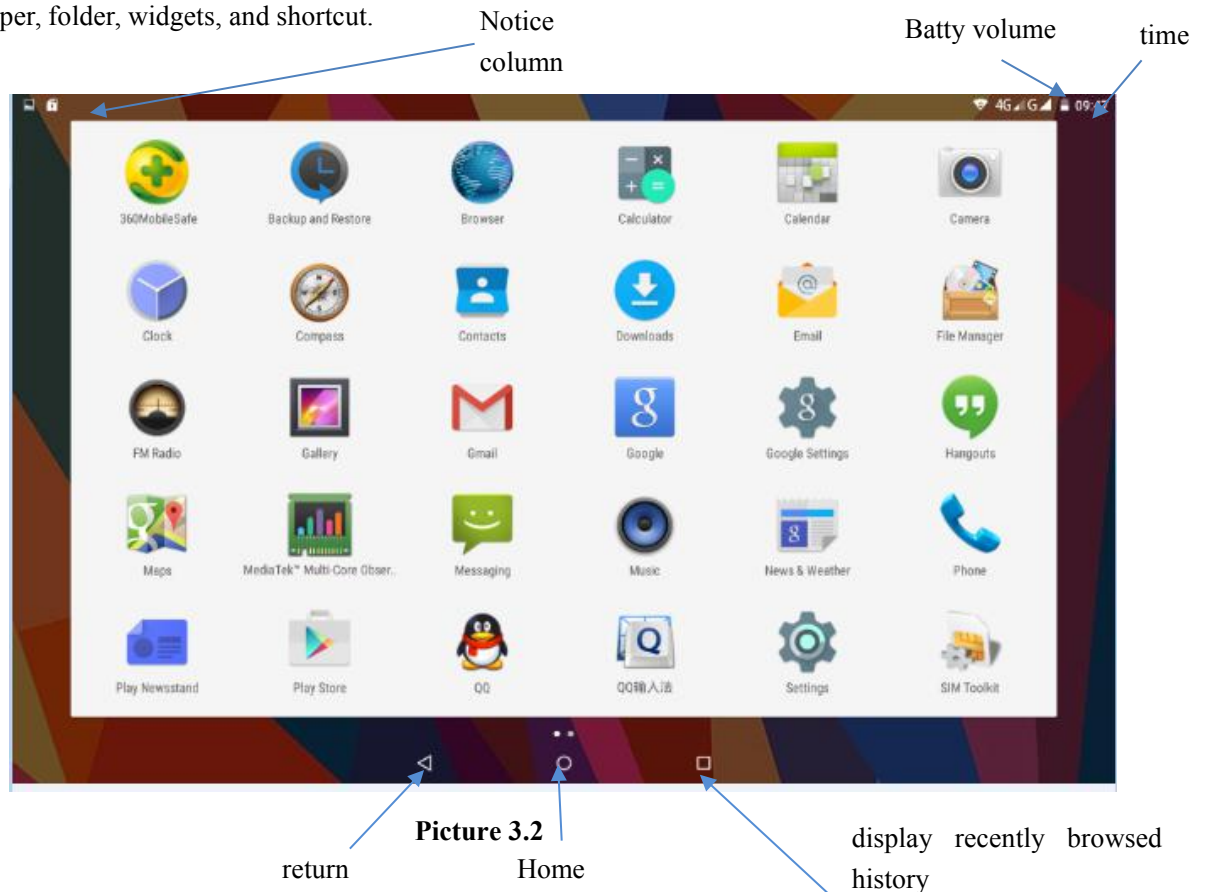 per, folder, widgets, and shortcut.
Notice
column
Batty volume
time
4G G 09:47
360MobileSafe Backup and Restore Browser Calculator Calendar Camera
Clock Compass Contacts Downloads Email File Manager
FM Radio Gallery Gmail Google Google Settings Hangouts
Maps MediaTek™ Multi-Core Obser.. Messaging Music News & Weather Phone
Play Newsstand Play Store QQ QQ输入法 Settings SIM Toolkit
Picture 3.2
return
Home
display recently browsed
history